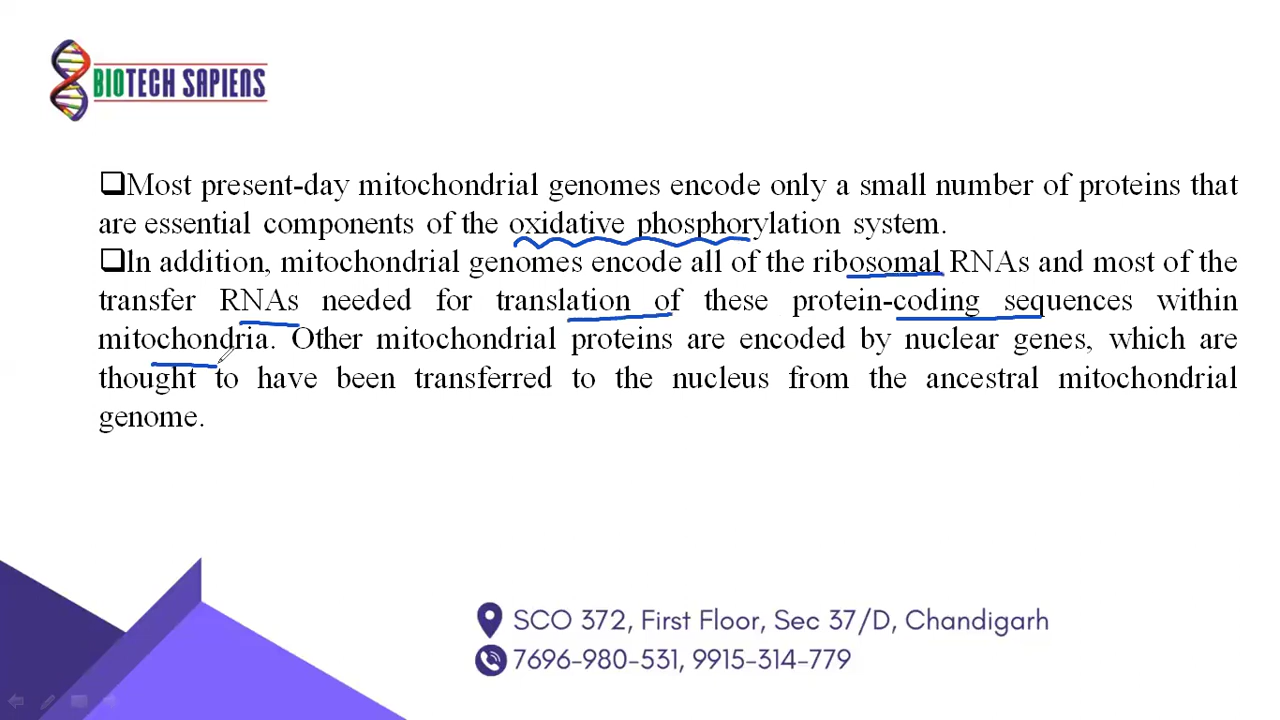 BIOTECH SAPIENS
❑Most present-day mitochondrial genomes encode only a small number of proteins that
are essential components of the oxidative phosphorylation system.
❑In addition, mitochondrial genomes encode all of the ribosomal RNAs and most of the
transfer RNAs needed for translation of these protein-coding sequences within
mitochondria. Other mitochondrial proteins are encoded by nuclear genes, which are
thought to have been transferred to the nucleus from the ancestral mitochondrial
genome.
SCO 372, First Floor, Sec 37/D, Chandigarh
7696-980-531, 9915-314-779